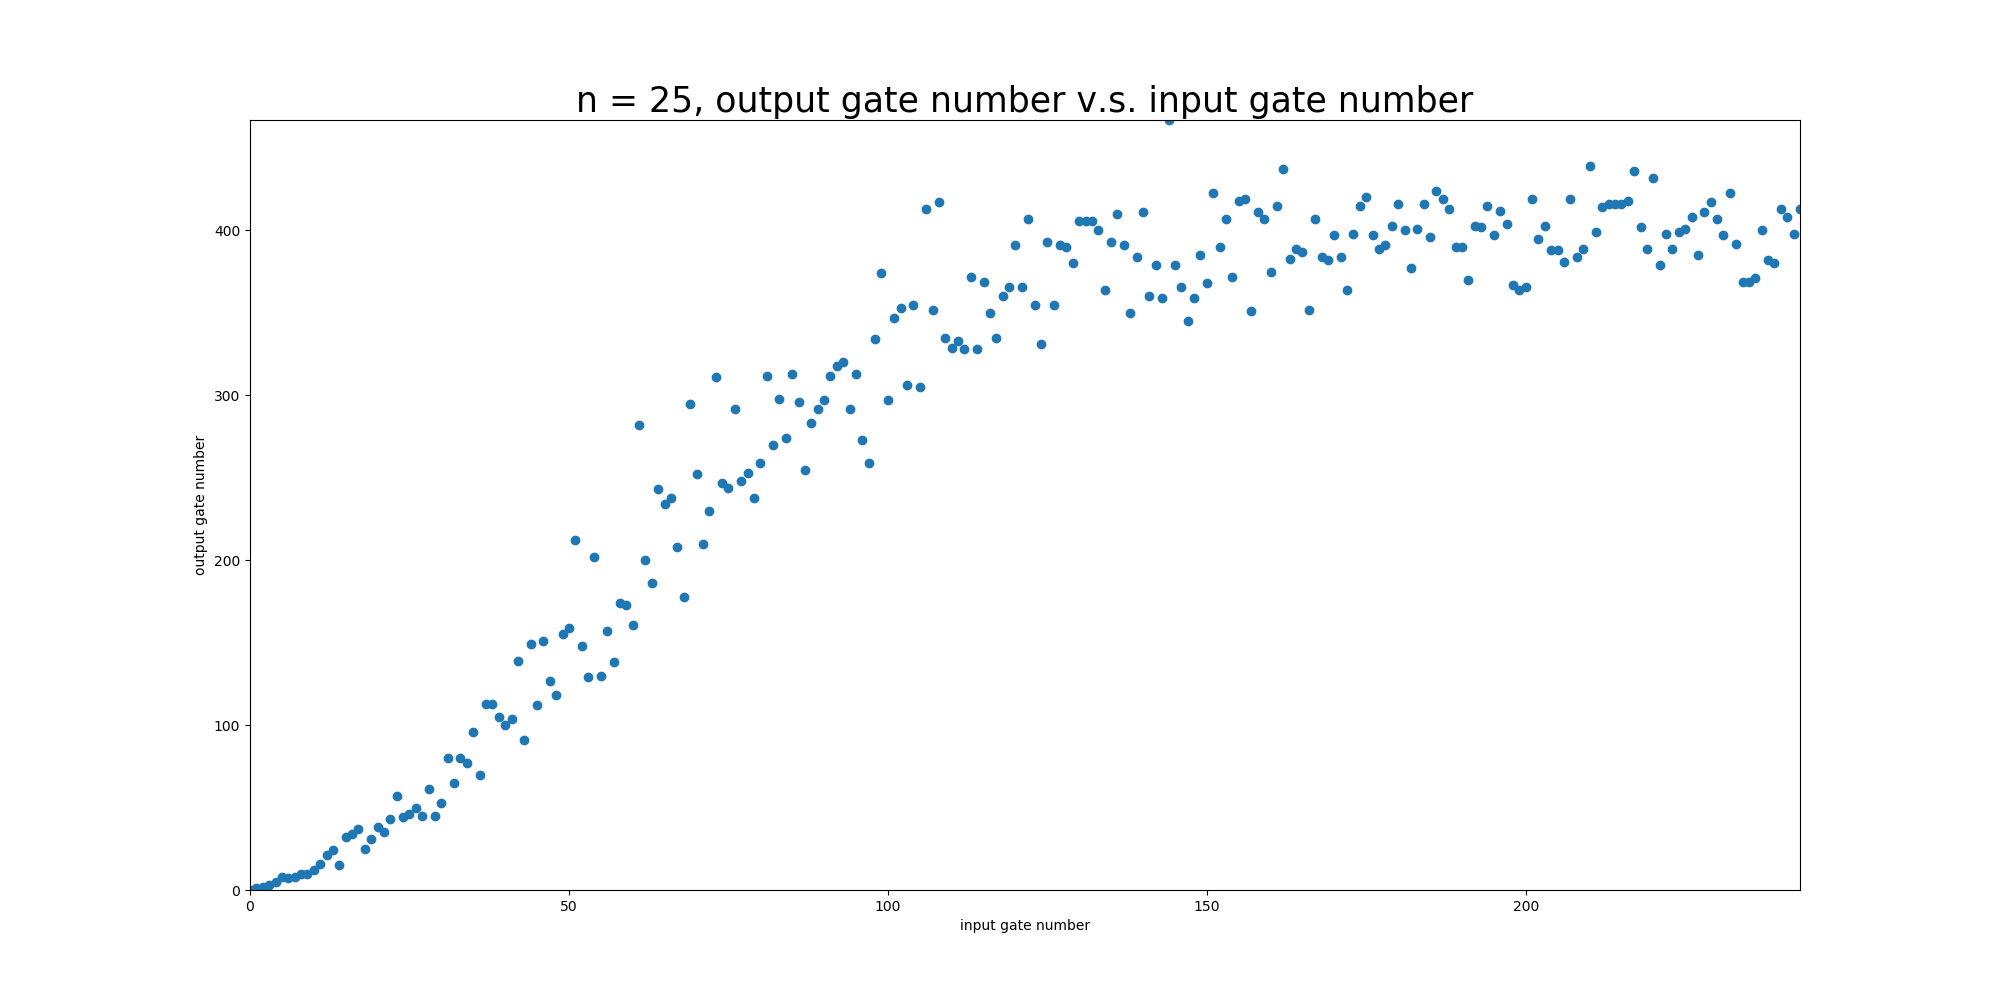 n = 25, output gate number v.s. input gate number
400
300
200
100
0
output gate number
0 50 100 150 200
input gate number